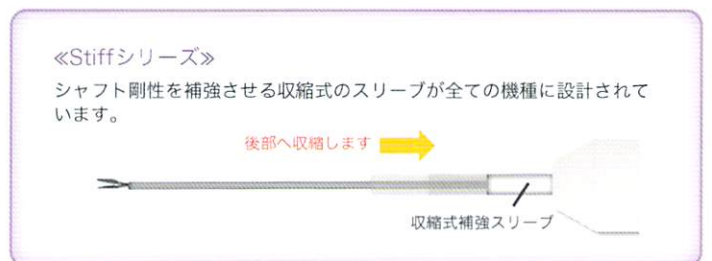 ≪Stiffシリーズ≫
シャフト剛性を補強させる収縮式のスリーブが全ての機種に設計されて
います。
後部へ収縮します
収縮式補強スリーブ